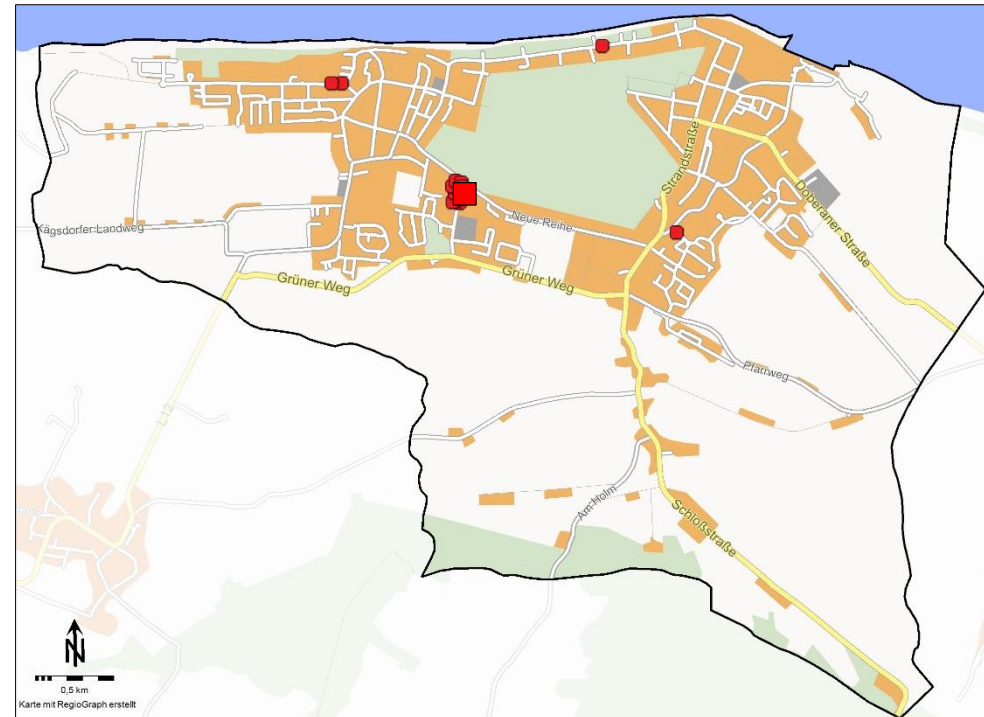 Strandstraße
Doberaner Straße
Kägsdorfer Landweg
Neue Reihe
Grüner Weg
Grüner Weg
Pfarrweg
L12
Am Holm
Schloßstraße
N
0,5 km
Karte mit RegioGraph erstellt